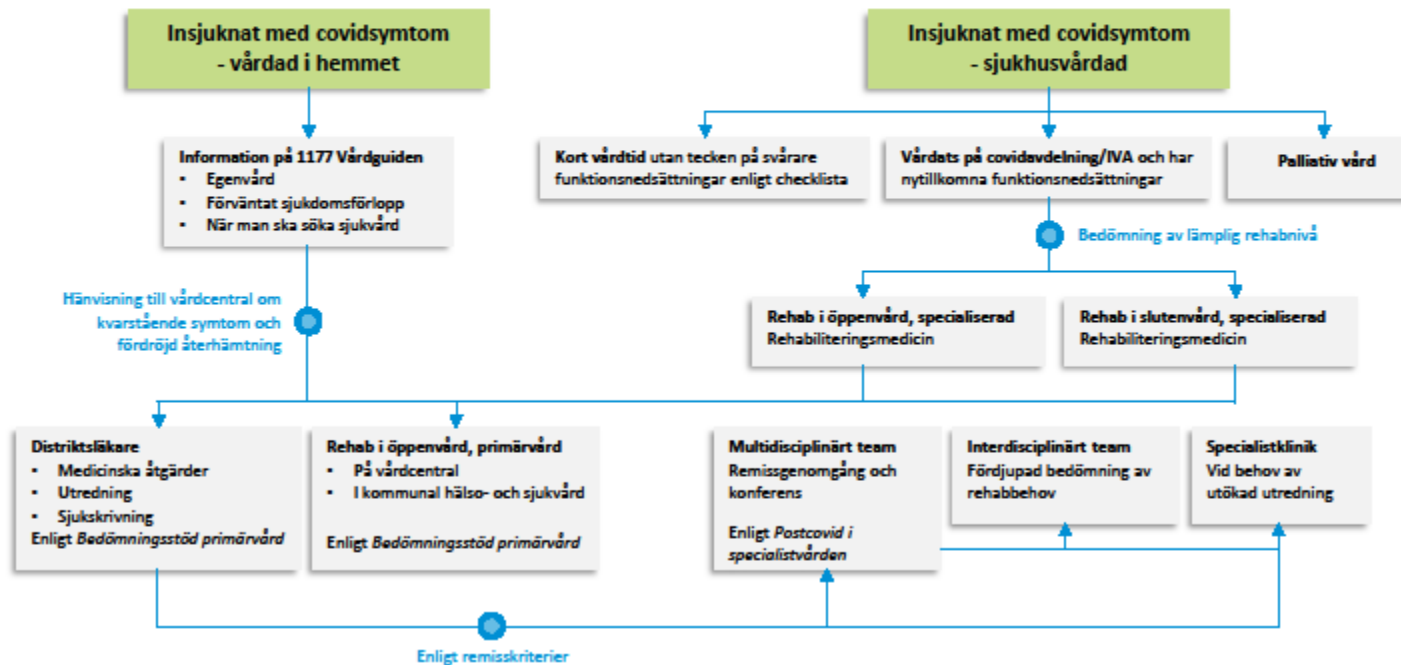 Insjuknat med covidsymtom
- vårdad i hemmet
Insjuknat med covidsymtom
- sjukhusvårdad
Information på 1177 Vårdguiden
▪ Egenvård
▪ Förväntat sjukdomsförlopp
▪ När man ska söka sjukvård
Kort vårdtid utan tecken på svårare
funktionsnedsättningar enligt checklista
Vårdats på covidavdelning/IVA och har
nytillkomna funktionsnedsättningar
Palliativ vård
Bedömning av lämplig rehabnivå
Hänvisning till vårdcentral om
kvarstående symtom och
fördröjd återhämtning
Rehab i öppenvård, specialiserad
Rehabiliteringsmedicin
Rehab i slutenvård, specialiserad
Rehabiliteringsmedicin
Distriktsläkare
▪ Medicinska åtgärder
▪ Utredning
▪ Sjukskrivning
Enligt Bedömningsstöd primärvård
Rehab i öppenvård, primärvård
▪ På vårdcentral
▪ I kommunal hälso- och sjukvård
Enligt Bedömningsstöd primärvård
Multidisciplinärt team
Remissgenomgång och
konferens
Enligt Postcovid i
specialistvården
Interdisciplinärt team
Fördjupad bedömning av
rehabbehov
Specialistklinik
Vid behov av
utökad utredning
Enligt remisskriterier